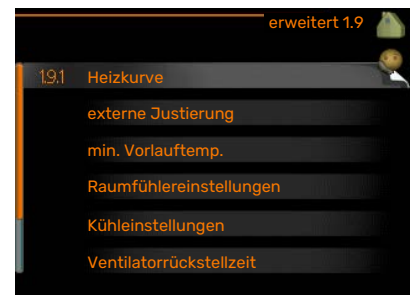 erweitert 1.9
1.9.1 Heizkurve
externe Justierung
min. Vorlauftemp.
Raumfühlereinstellungen
Kühleinstellungen
Ventilatorrückstellzeit